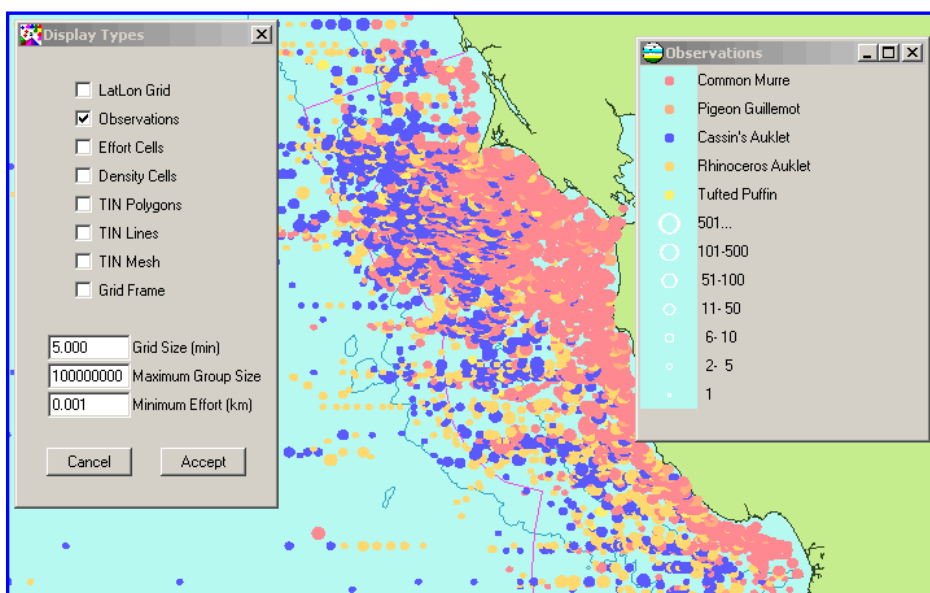 Display Types
LatLon Grid
Observations
Effort Cells
Density Cells
TIN Polygons
TIN Lines
TIN Mesh
Grid Frame
5.000 Grid Size (min)
100000000 Maximum Group Size
0.001 Minimum Effort (km)
Cancel Accept
Observations
Common Murre
Pigeon Guillemot
Cassin's Auklet
Rhinoceros Auklet
Tufted Puffin
501...
101-500
51-100
11- 50
6- 10
2- 5
1